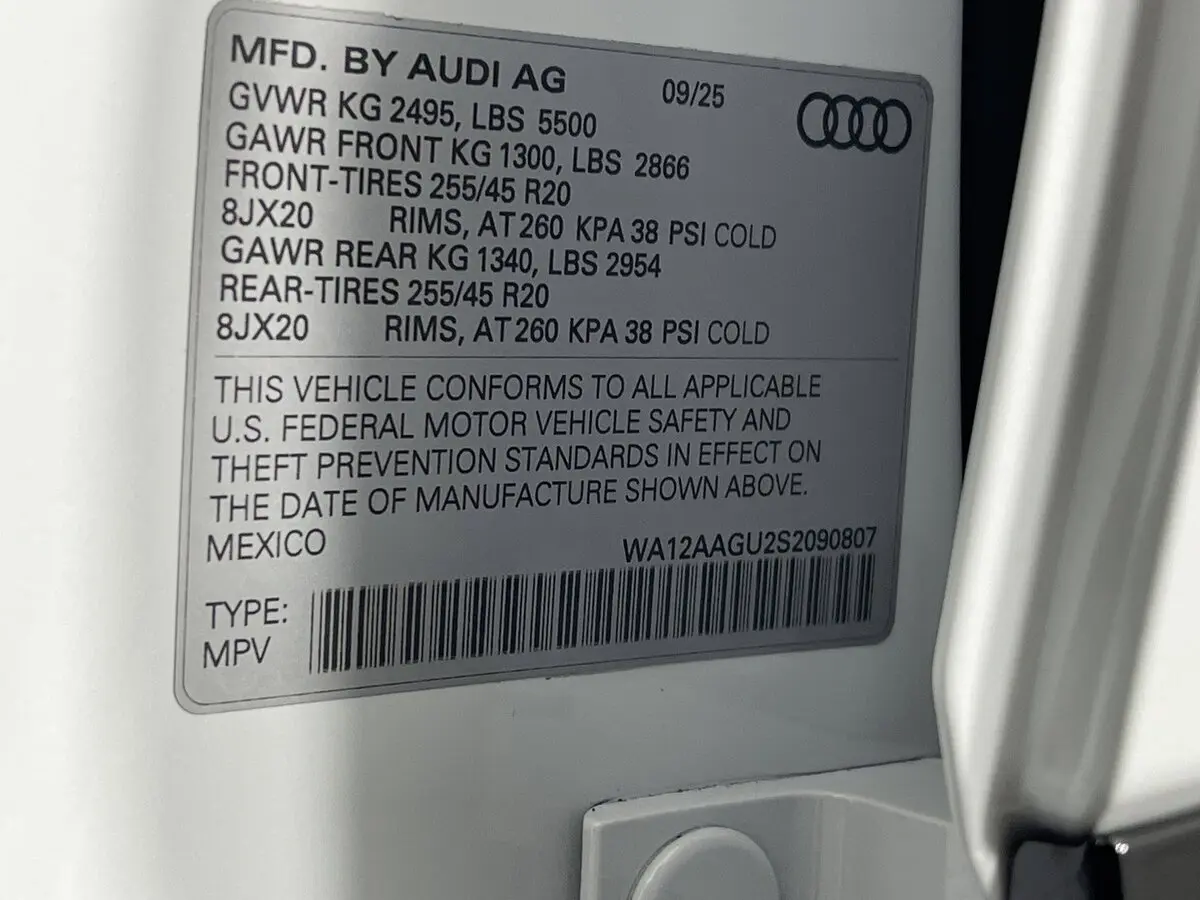 MFD. BY AUDI AG 09/25
GVWR KG 2495, LBS 5500
GAWR FRONT KG 1300, LBS 2866
FRONT-TIRES 255/45 R20
8JX20 RIMS, AT 260 KPA 38 PSI COLD
GAWR REAR KG 1340, LBS 2954
REAR-TIRES 255/45 R20
8JX20 RIMS, AT 260 KPA 38 PSI COLD
THIS VEHICLE CONFORMS TO ALL APPLICABLE
U.S. FEDERAL MOTOR VEHICLE SAFETY AND
THEFT PREVENTION STANDARDS IN EFFECT ON
THE DATE OF MANUFACTURE SHOWN ABOVE.
MEXICO WA12AAGU2S2090807
TYPE:
MPV